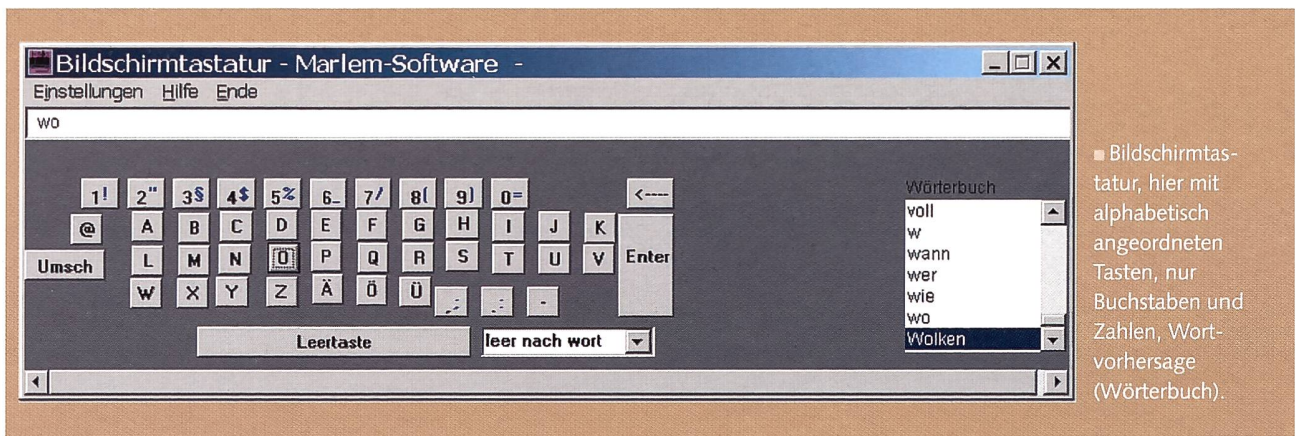 Bildschirmtastatur - Marlem-Software -
Einstellungen Hilfe Ende
wo
1! 2" 3§ 4$ 5% 6_ 7/ 8( 9) 0= <----
@ A B C D E F G H I J K
Umsch L M N O P Q R S T U V Enter
W X Y Z Ä Ö Ü ,; .: -
Leertaste leer nach wort
Wörterbuch
voll
w
wann
wer
wie
wo
Wolken
■ Bildschirmtas-
tatur, hier mit
alphabetisch
angeordneten
Tasten, nur
Buchstaben und
Zahlen, Wort-
vorhersage
(Wörterbuch).